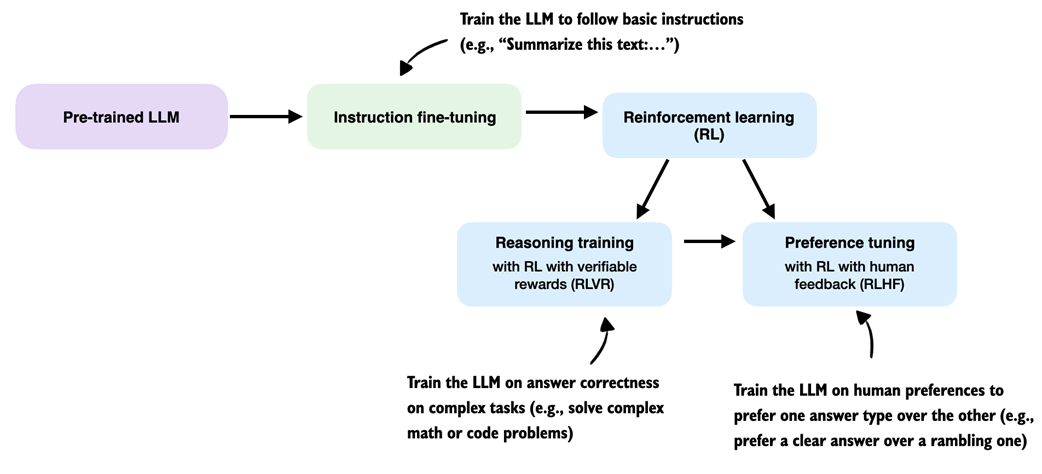 Train the LLM to follow basic instructions
(e.g., “Summarize this text:…”)
Pre-trained LLM
Instruction fine-tuning
Reinforcement learning
(RL)
Reasoning training
with RL with verifiable
rewards (RLVR)
Preference tuning
with RL with human
feedback (RLHF)
Train the LLM on answer correctness
on complex tasks (e.g., solve complex
math or code problems)
Train the LLM on human preferences to
prefer one answer type over the other (e.g.,
prefer a clear answer over a rambling one)